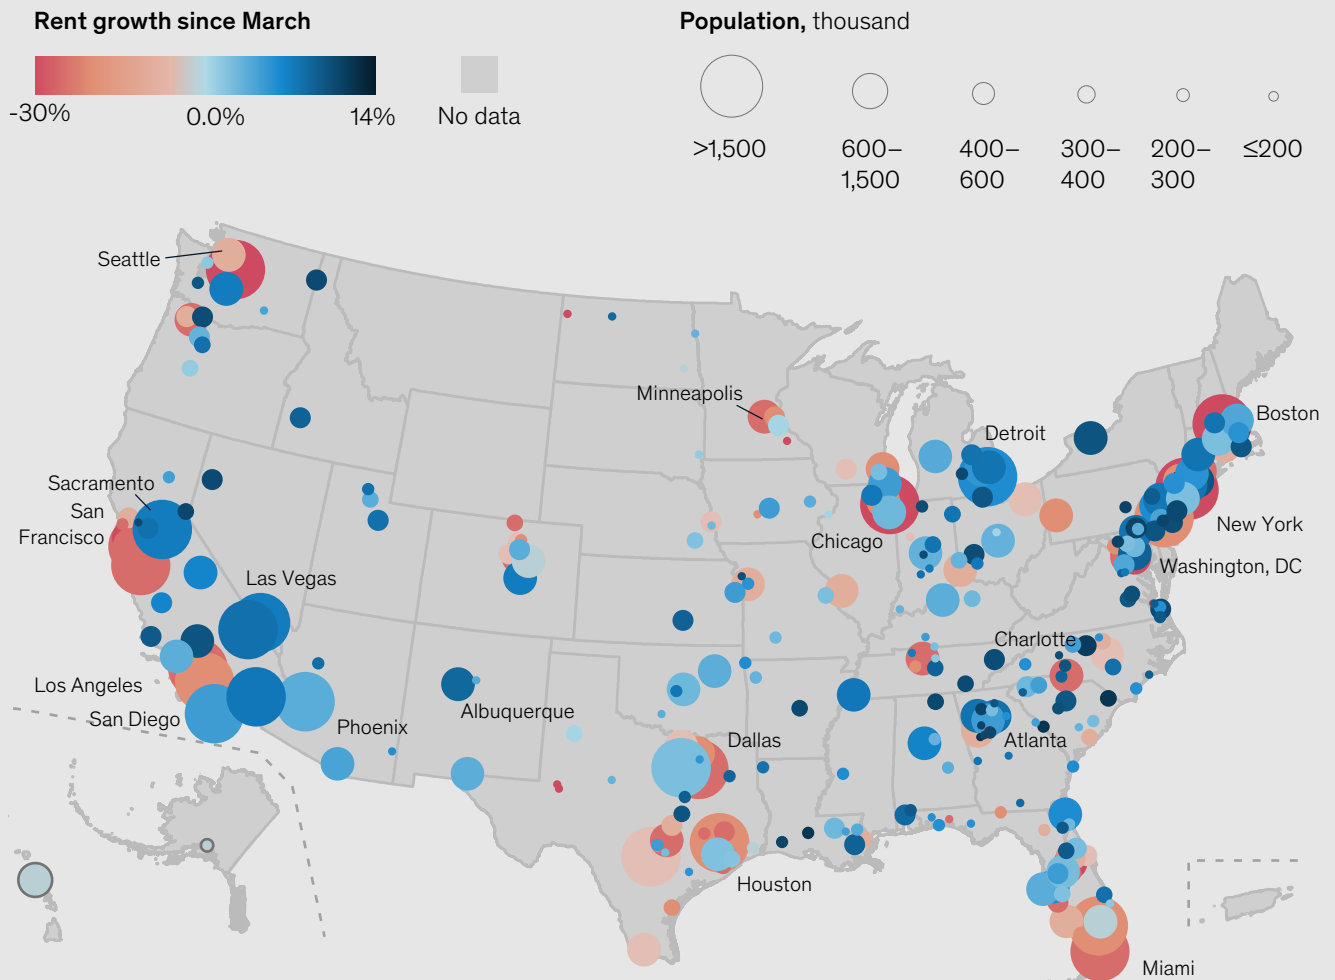 Rent growth since March
-30%
0.0%
14%
No data
Population, thousand
>1,500
600–
1,500
400–
600
300–
400
200–
300
≤200
Seattle
Minneapolis
Boston
Detroit
Sacramento
San
Francisco
New York
Chicago
Washington, DC
Las Vegas
Charlotte
Los Angeles
San Diego
Albuquerque
Phoenix
Dallas
Atlanta
Houston
Miami